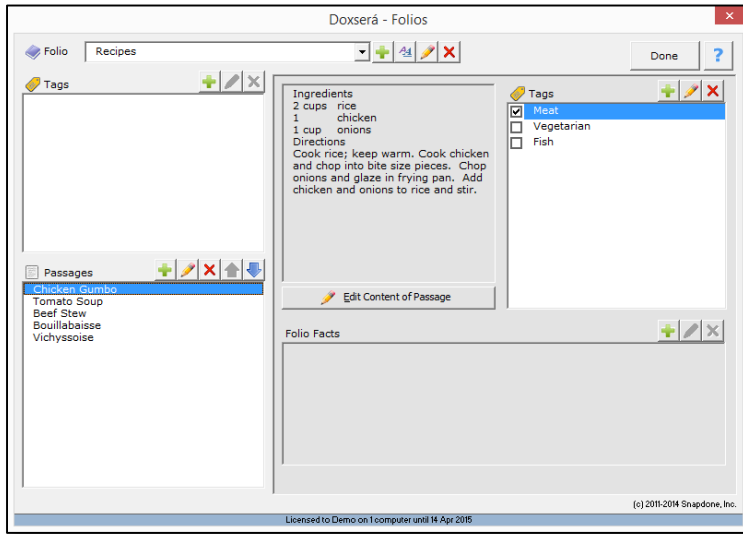 Doxserá - Folios
Folio Recipes
Done
?
Tags
Ingredients
2 cups rice
1 chicken
1 cup onions
Directions
Cook rice; keep warm. Cook chicken
and chop into bite size pieces. Chop
onions and glaze in frying pan. Add
chicken and onions to rice and stir.
Tags
Meat
Vegetarian
Fish
Passages
Chicken Gumbo
Tomato Soup
Beef Stew
Bouillabaisse
Vichyssoise
Edit Content of Passage
Folio Facts
(c) 2011-2014 Snapdone, Inc.
Licensed to Demo on 1 computer until 14 Apr 2015